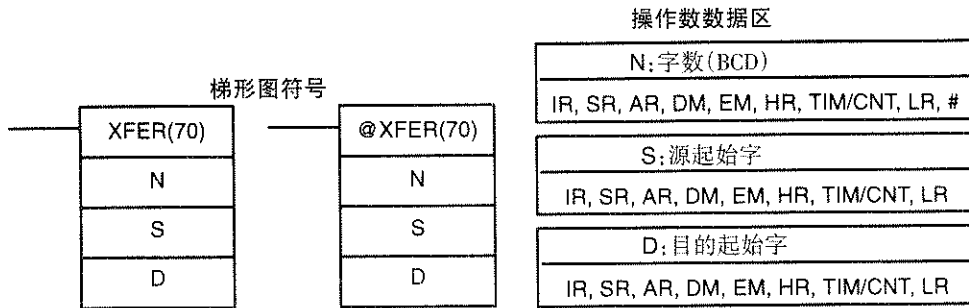 操作数数据区
梯形图符号
XFER(70)
N
S
D
@XFER(70)
N
S
D
N:字数(BCD)
IR, SR, AR, DM, EM, HR, TIM/CNT, LR, #
S:源起始字
IR, SR, AR, DM, EM, HR, TIM/CNT, LR
D:目的起始字
IR, SR, AR, DM, EM, HR, TIM/CNT, LR